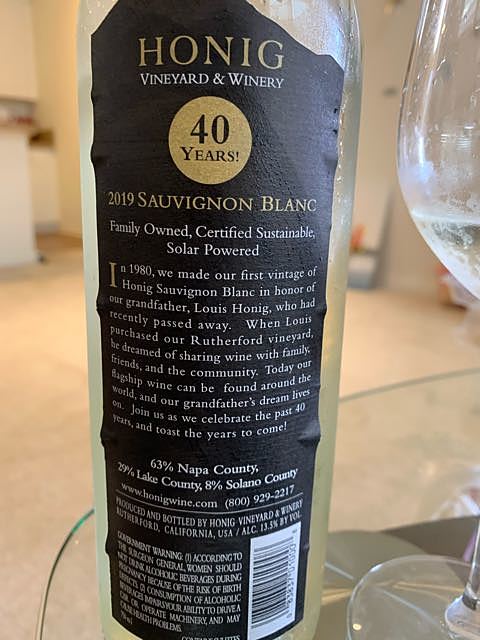 HONIG
VINEYARD & WINERY
40
YEARS!
2019 SAUVIGNON BLANC
Family Owned, Certified Sustainable,
Solar Powered
In 1980, we made our first vintage of
Honig Sauvignon Blanc in honor of
our grandfather, Louis Honig, who had
recently passed away. When Louis
purchased our Rutherford vineyard,
he dreamed of sharing wine with family,
friends, and the community. Today our
flagship wine can be found around the
world, and our grandfather's dream lives
on. Join us as we celebrate the past 40
years, and toast the years to come!
63% Napa County,
29% Lake County, 8% Solano County
www.honigwine.com (800) 929-2217
PRODUCED AND BOTTLED BY HONIG VINEYARD & WINERY
RUTHERFORD, CALIFORNIA, USA / ALC. 13.5% BY VOL.
GOVERNMENT WARNING: (1) ACCORDING TO
THE SURGEON GENERAL, WOMEN SHOULD
NOT DRINK ALCOHOLIC BEVERAGES DURING
PREGNANCY BECAUSE OF THE RISK OF BIRTH
DEFECTS. (2) CONSUMPTION OF ALCOHOLIC
BEVERAGES IMPAIRS YOUR ABILITY TO DRIVE A
CAR OR OPERATE MACHINERY, AND MAY
CAUSE HEALTH PROBLEMS.
CONTAINS SULFITES